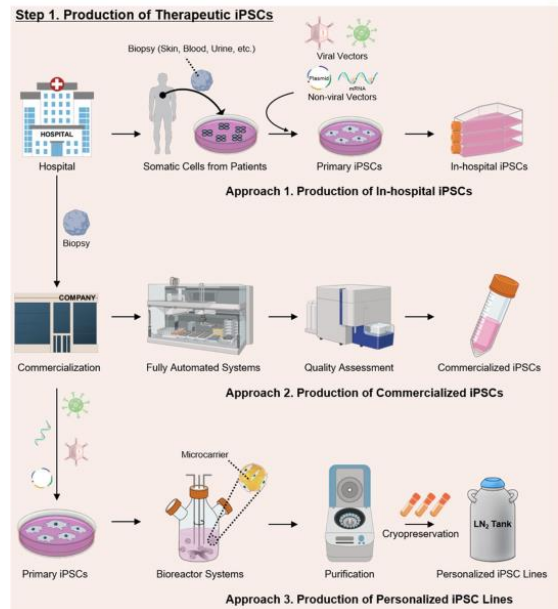 Step 1. Production of Therapeutic iPSCs
Biopsy (Skin, Blood, Urine, etc.)
Viral Vectors
Plasmid
mRNA
Non-viral Vectors
HOSPITAL
Hospital
Somatic Cells from Patients
Primary iPSCs
In-hospital iPSCs
Approach 1. Production of In-hospital iPSCs
Biopsy
COMPANY
Commercialization
Fully Automated Systems
Quality Assessment
Commercialized iPSCs
Approach 2. Production of Commercialized iPSCs
Microcarrier
Cryopreservation
LN₂ Tank
Primary iPSCs
Bioreactor Systems
Purification
Personalized iPSC Lines
Approach 3. Production of Personalized iPSC Lines